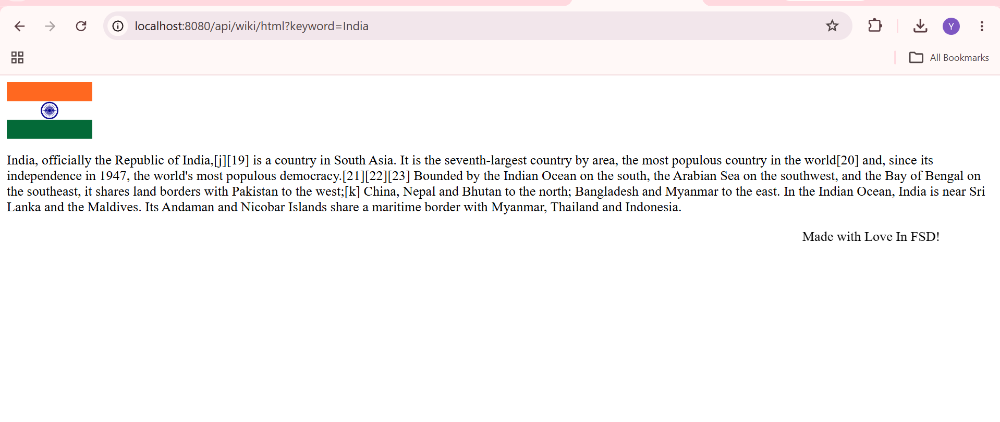 localhost:8080/api/wiki/html?keyword=India
Y
All Bookmarks
India, officially the Republic of India,[j][19] is a country in South Asia. It is the seventh-largest country by area, the most populous country in the world[20] and, since its
independence in 1947, the world's most populous democracy.[21][22][23] Bounded by the Indian Ocean on the south, the Arabian Sea on the southwest, and the Bay of Bengal on
the southeast, it shares land borders with Pakistan to the west;[k] China, Nepal and Bhutan to the north; Bangladesh and Myanmar to the east. In the Indian Ocean, India is near Sri
Lanka and the Maldives. Its Andaman and Nicobar Islands share a maritime border with Myanmar, Thailand and Indonesia.
Made with Love In FSD!